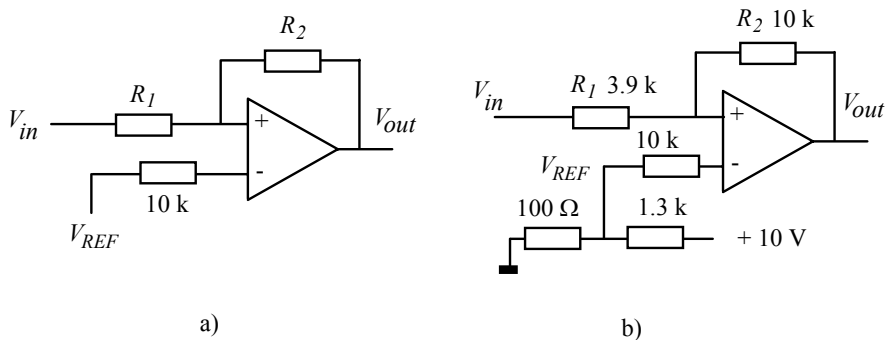 R2
R1
Vin
+
-
Vout
10 k
VREF
a)
R2 10 k
R1 3.9 k
Vin
+
-
Vout
10 k
VREF
100 Ω
1.3 k
+ 10 V
b)